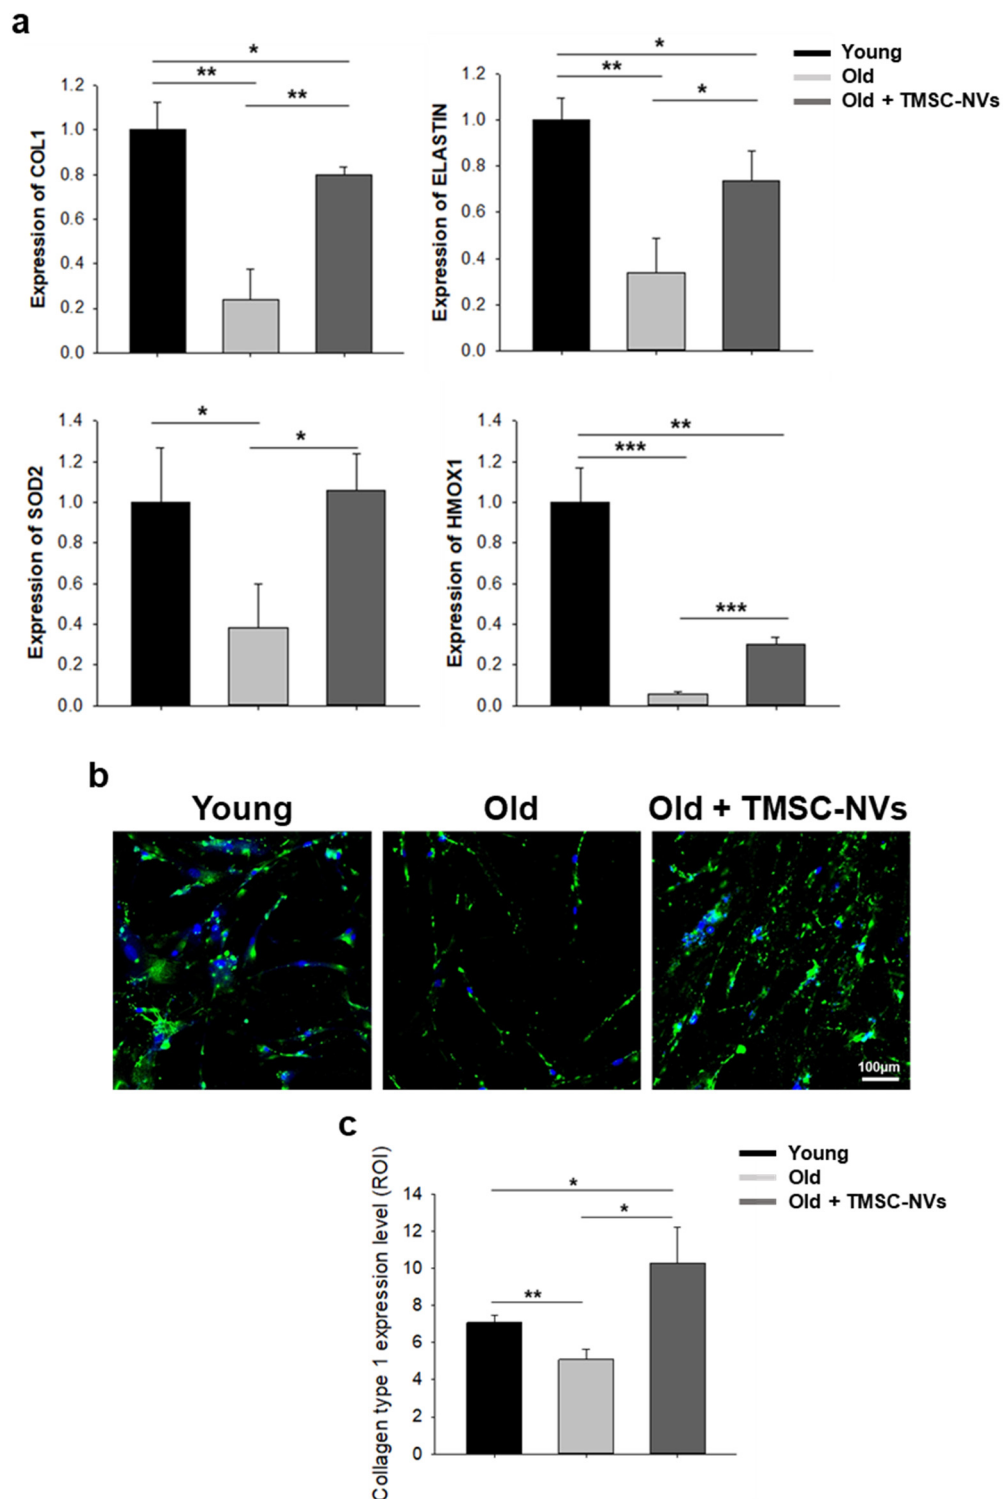 a
Young
Old
Old + TMSC-NVs
Expression of COL1
1.2
1.0
0.8
0.6
0.4
0.2
0.0
*
**
**
Expression of ELASTIN
1.2
1.0
0.8
0.6
0.4
0.2
0.0
*
**
*
Expression of SOD2
1.4
1.2
1.0
0.8
0.6
0.4
0.2
0.0
*
*
Expression of HMOX1
1.4
1.2
1.0
0.8
0.6
0.4
0.2
0.0
**
***
***
b
Young
Old
Old + TMSC-NVs
100µm
c
Young
Old
Old + TMSC-NVs
Collagen type 1 expression level (ROI)
14
12
10
8
6
4
2
0
*
*
**